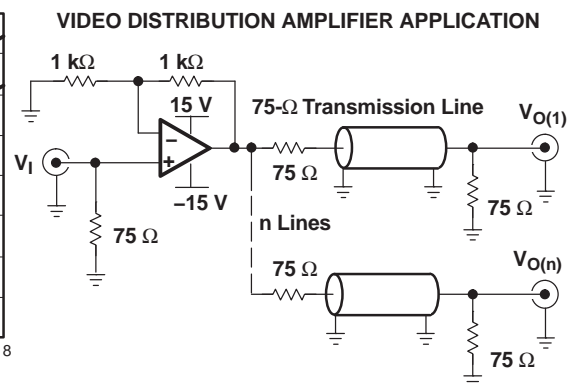 VIDEO DISTRIBUTION AMPLIFIER APPLICATION
1 kΩ
1 kΩ
15 V
75-Ω Transmission Line
VO(1)
VI
−
+
75 Ω
−15 V
75 Ω
75 Ω
n Lines
VO(n)
75 Ω
75 Ω
8